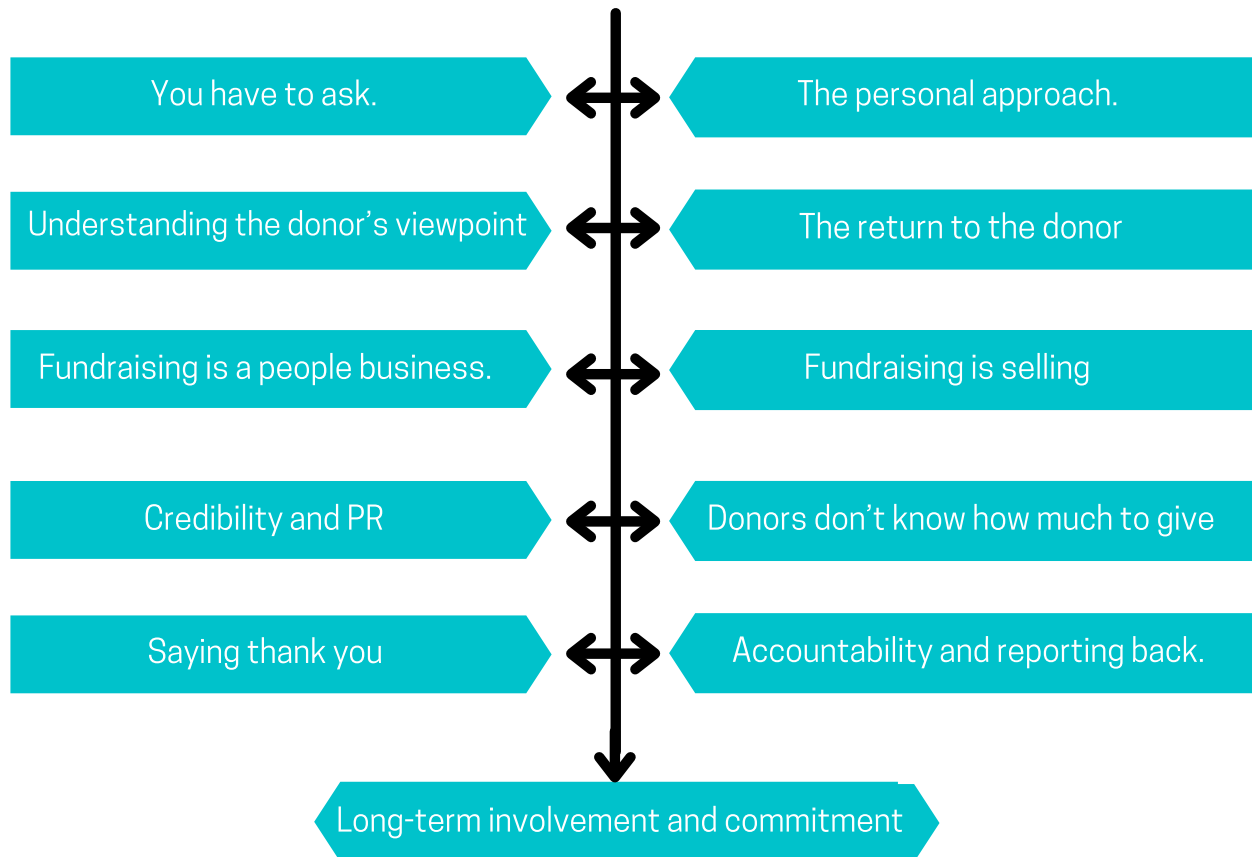 You have to ask.
The personal approach.
Understanding the donor’s viewpoint
The return to the donor
Fundraising is a people business.
Fundraising is selling
Credibility and PR
Donors don’t know how much to give
Saying thank you
Accountability and reporting back.
Long-term involvement and commitment